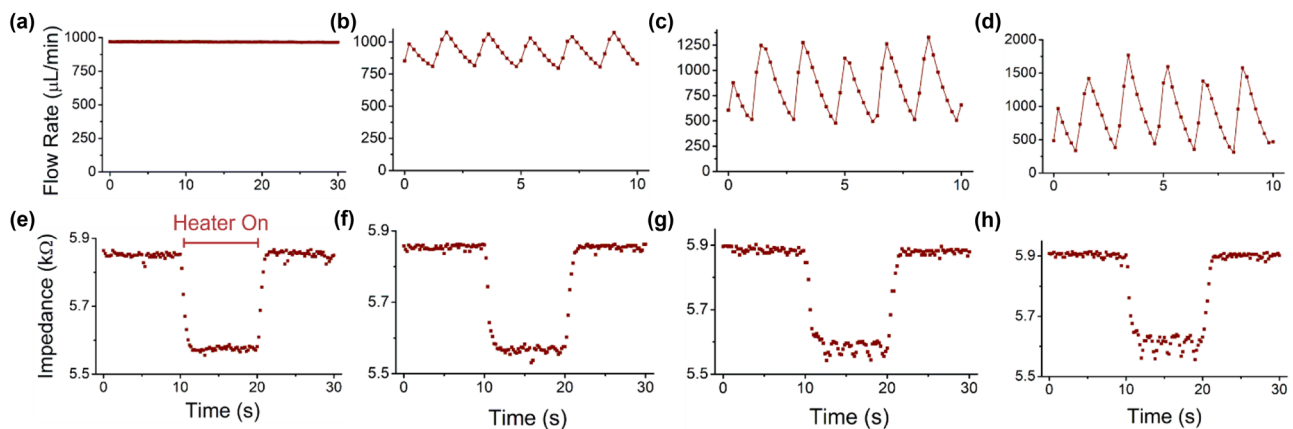 (a)
Flow Rate (µL/min)
1000
750
500
250
0
0 10 20 30
(b)
1000
750
500
250
0
0 5 10
(c)
1250
1000
750
500
250
0
0 5 10
(d)
2000
1500
1000
500
0
0 5 10
(e)
Heater On
Impedance (kΩ)
5.9
5.7
5.5
0 10 20 30
Time (s)
(f)
5.9
5.7
5.5
0 10 20 30
Time (s)
(g)
5.9
5.7
5.5
0 10 20 30
Time (s)
(h)
5.9
5.7
5.5
0 10 20 30
Time (s)